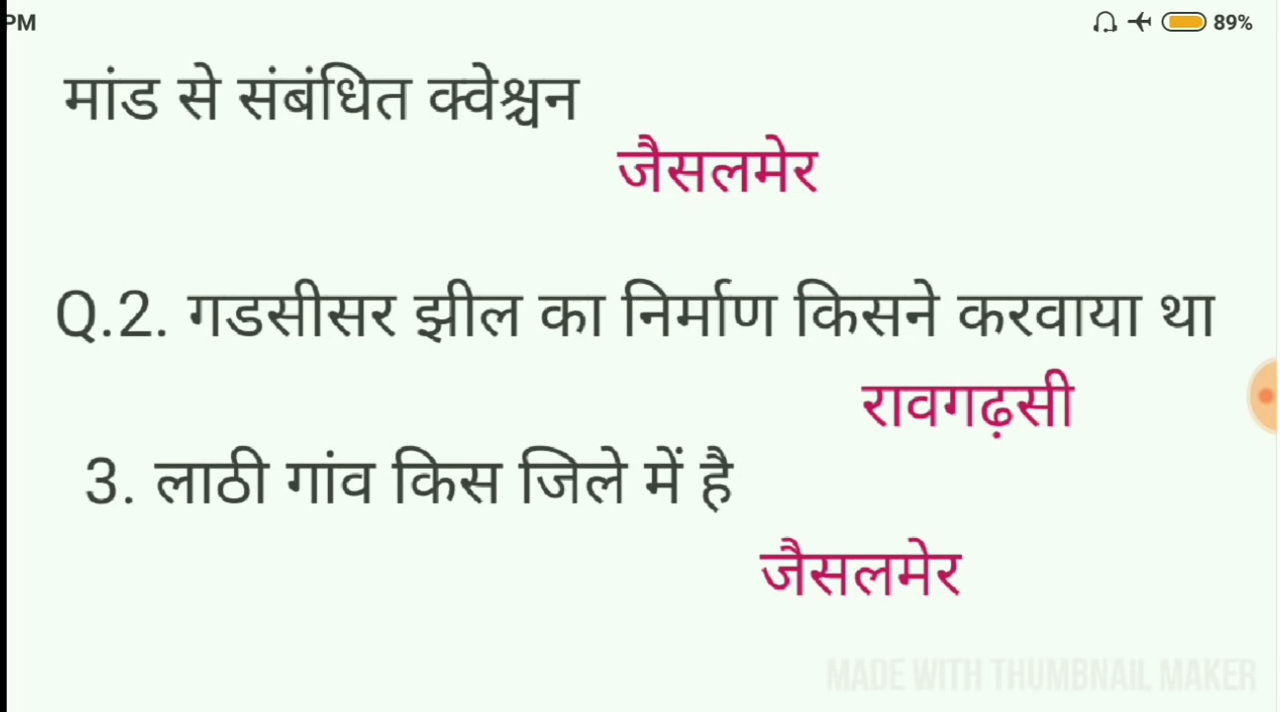 PM 89%
मांड से संबंधित क्वेश्चन
जैसलमेर
Q.2. गडसीसर झील का निर्माण किसने करवाया था
रावगढ़सी
3. लाठी गांव किस जिले में है
जैसलमेर
MADE WITH THUMBNAIL MAKER